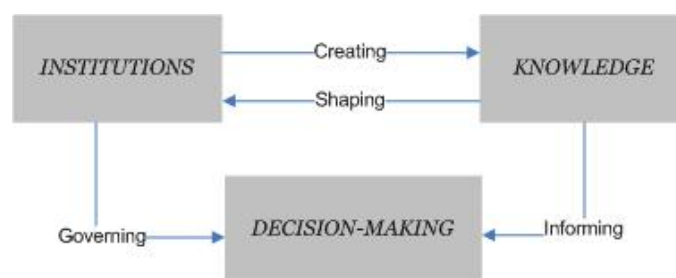 Creating
INSTITUTIONS
KNOWLEDGE
Shaping
DECISION-MAKING
Governing
Informing